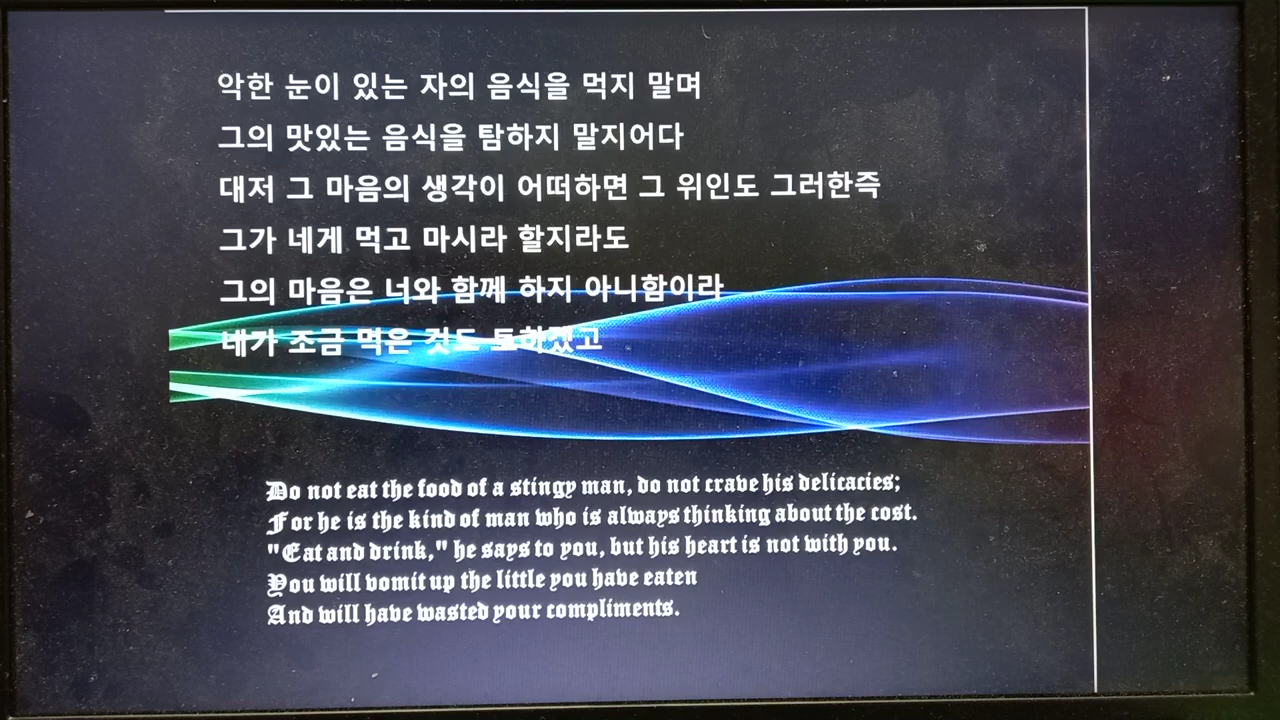 악한 눈이 있는 자의 음식을 먹지 말며
그의 맛있는 음식을 탐하지 말지어다
대저 그 마음의 생각이 어떠하면 그 위인도 그러한즉
그가 네게 먹고 마시라 할지라도
그의 마음은 너와 함께 하지 아니함이라
네가 조금 먹은 것도 토하겠고
Do not eat the food of a stingy man, do not crave his delicacies;
For he is the kind of man who is always thinking about the cost.
"Eat and drink," he says to you, but his heart is not with you.
You will vomit up the little you have eaten
And will have wasted your compliments.